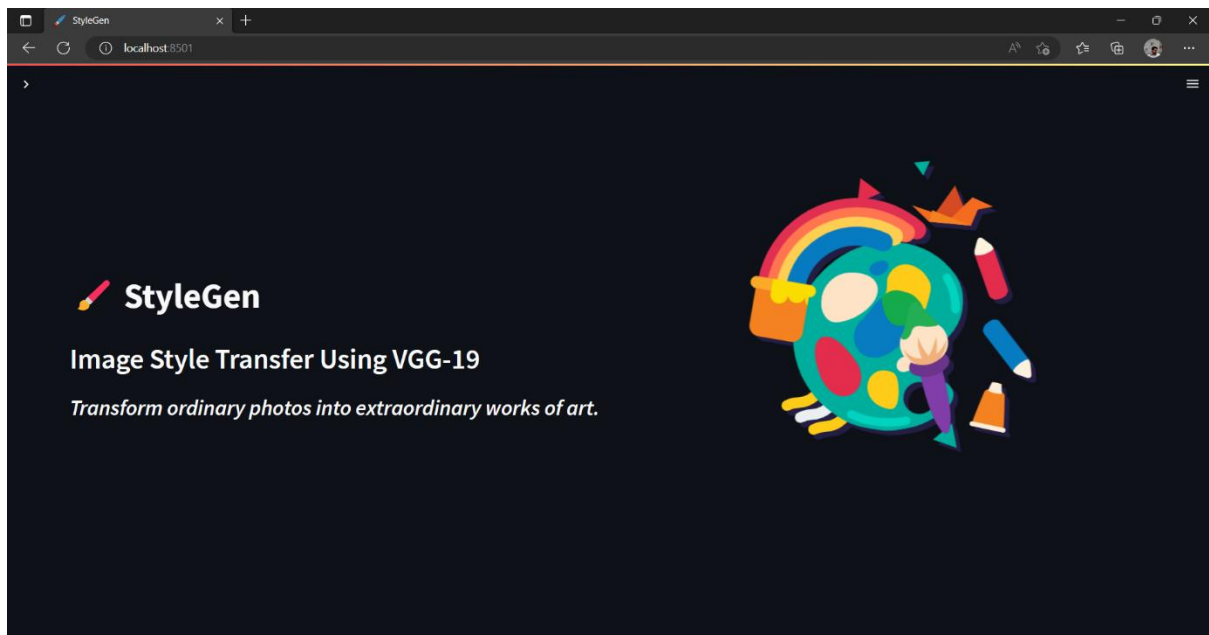 StyleGen
localhost:8501
StyleGen
Image Style Transfer Using VGG-19
Transform ordinary photos into extraordinary works of art.